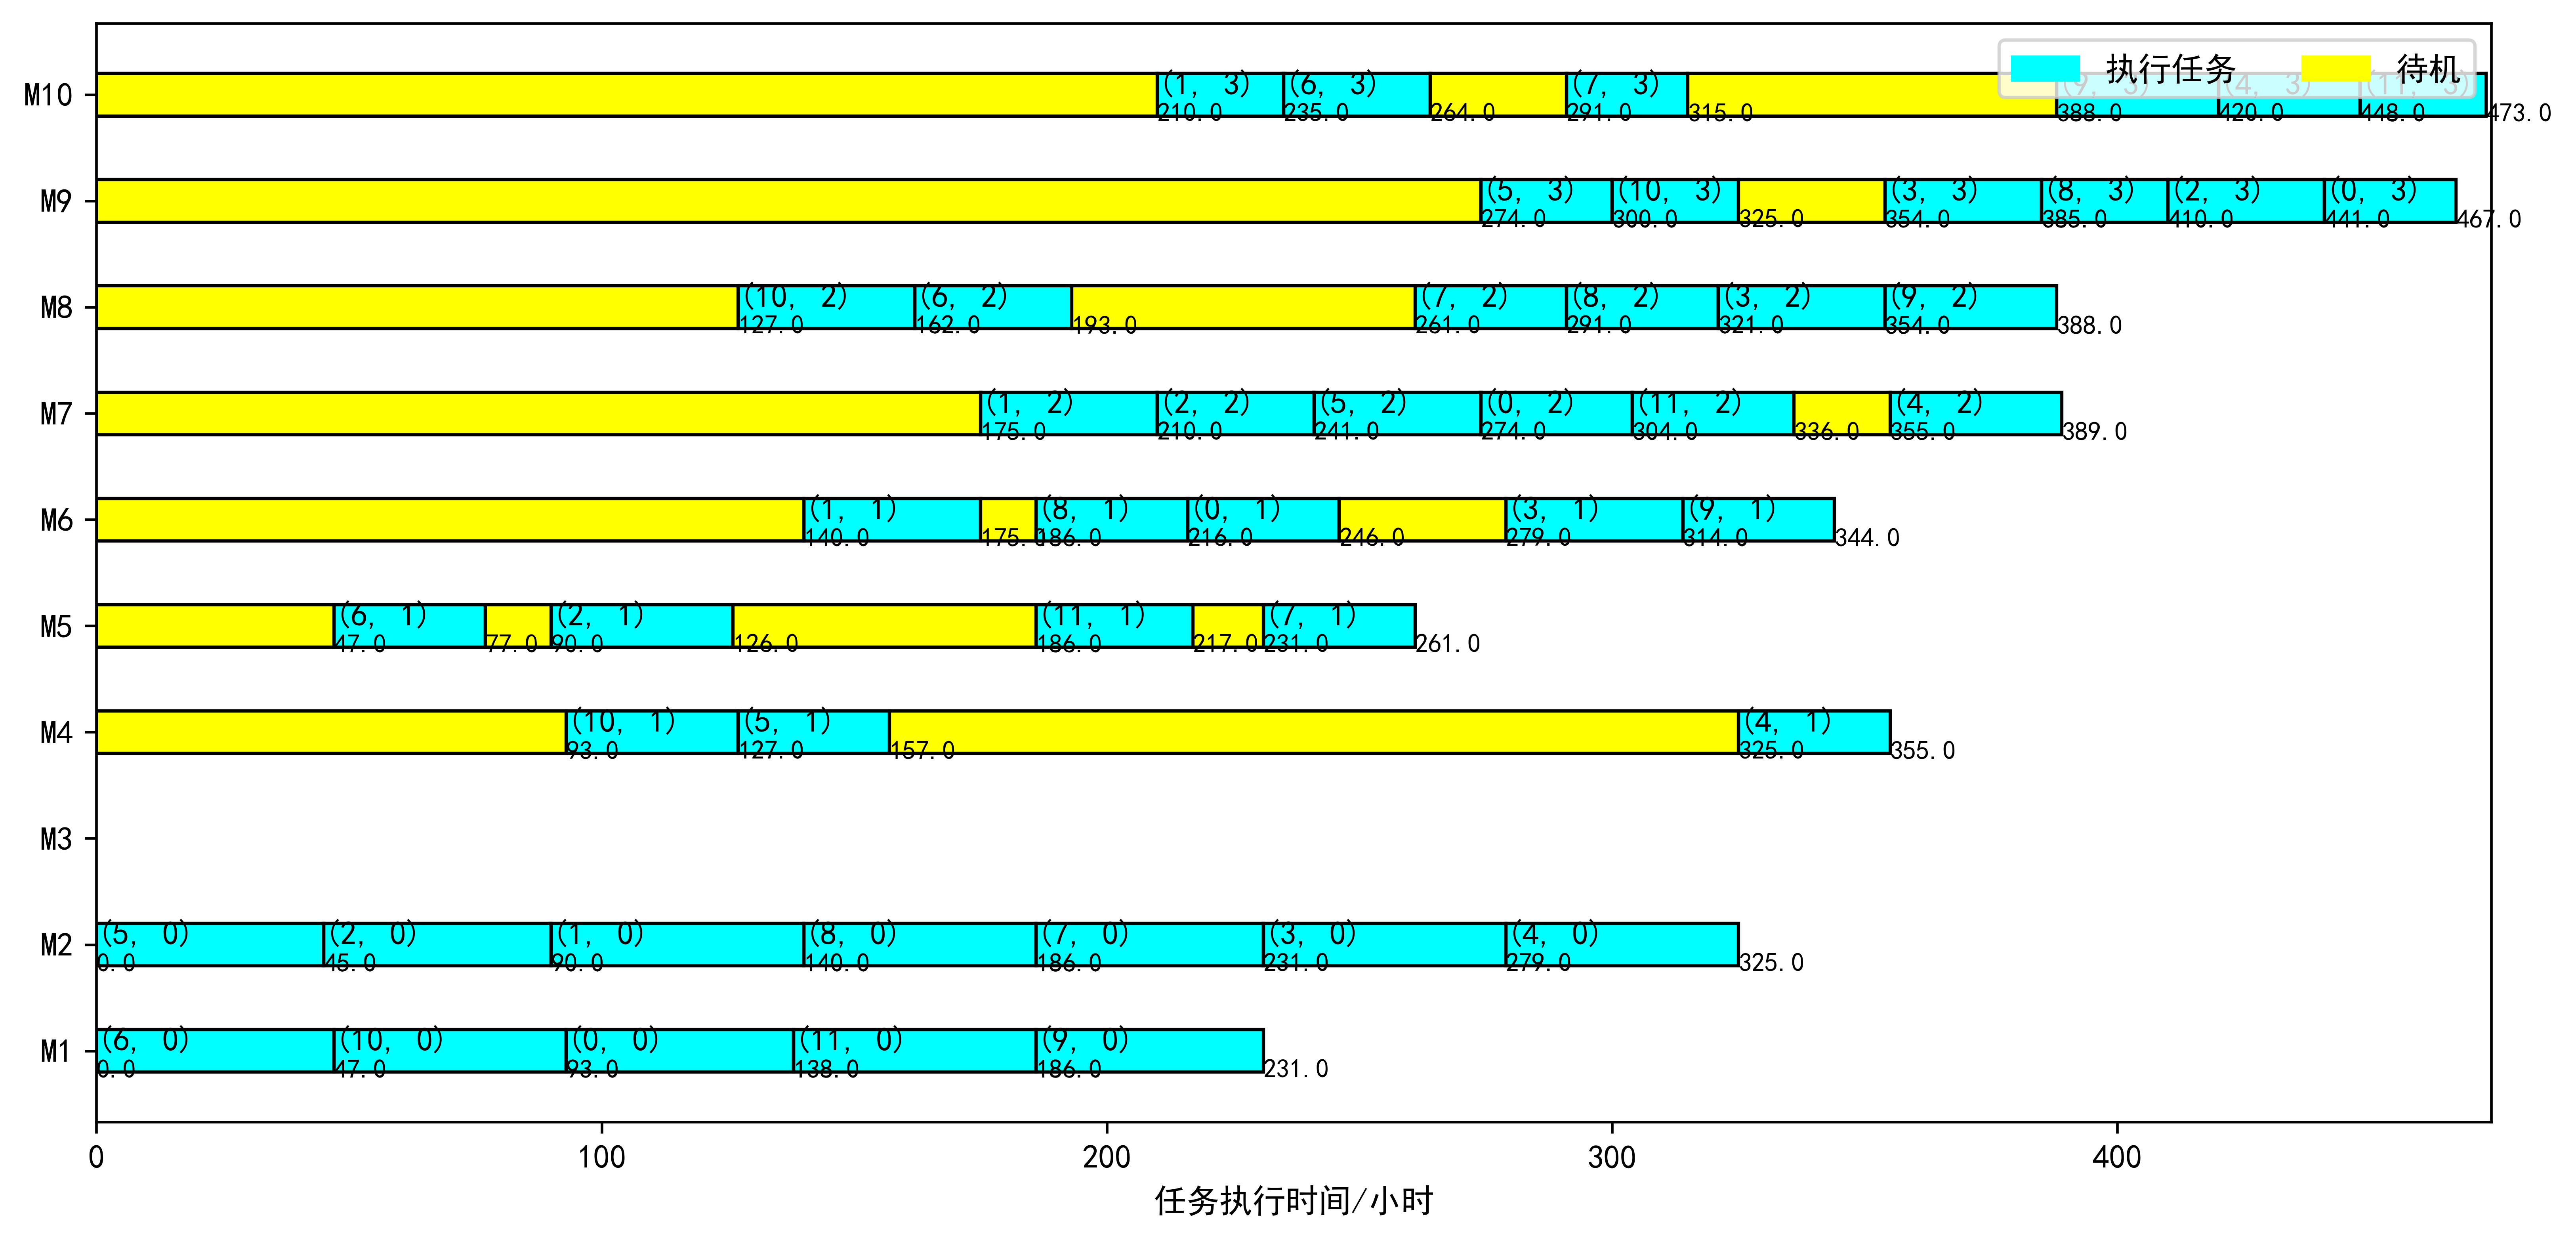 执行任务 待机
M10 (1, 3) (6, 3) (7, 3) (9, 3) (4, 3) (11, 3)
210.0 235.0 264.0 291.0 315.0 388.0 420.0 448.0 473.0
M9 (5, 3) (10, 3) (3, 3) (8, 3) (2, 3) (0, 3)
274.0 300.0 325.0 354.0 385.0 410.0 441.0 467.0
M8 (10, 2) (6, 2) (7, 2) (8, 2) (3, 2) (9, 2)
127.0 162.0 193.0 261.0 291.0 321.0 354.0 388.0
M7 (1, 2) (2, 2) (5, 2) (0, 2) (11, 2) (4, 2)
175.0 210.0 241.0 274.0 304.0 336.0 355.0 389.0
M6 (1, 1) (8, 1) (0, 1) (3, 1) (9, 1)
140.0 175.0 186.0 216.0 246.0 279.0 314.0 344.0
M5 (6, 1) (2, 1) (11, 1) (7, 1)
47.0 77.0 90.0 126.0 186.0 217.0 231.0 261.0
M4 (10, 1) (5, 1) (4, 1)
93.0 127.0 157.0 325.0 355.0
M3
M2 (5, 0) (2, 0) (1, 0) (8, 0) (7, 0) (3, 0) (4, 0)
0.0 45.0 90.0 140.0 186.0 231.0 279.0 325.0
M1 (6, 0) (10, 0) (0, 0) (11, 0) (9, 0)
0.0 47.0 93.0 138.0 186.0 231.0
0 100 200 300 400
任务执行时间/小时